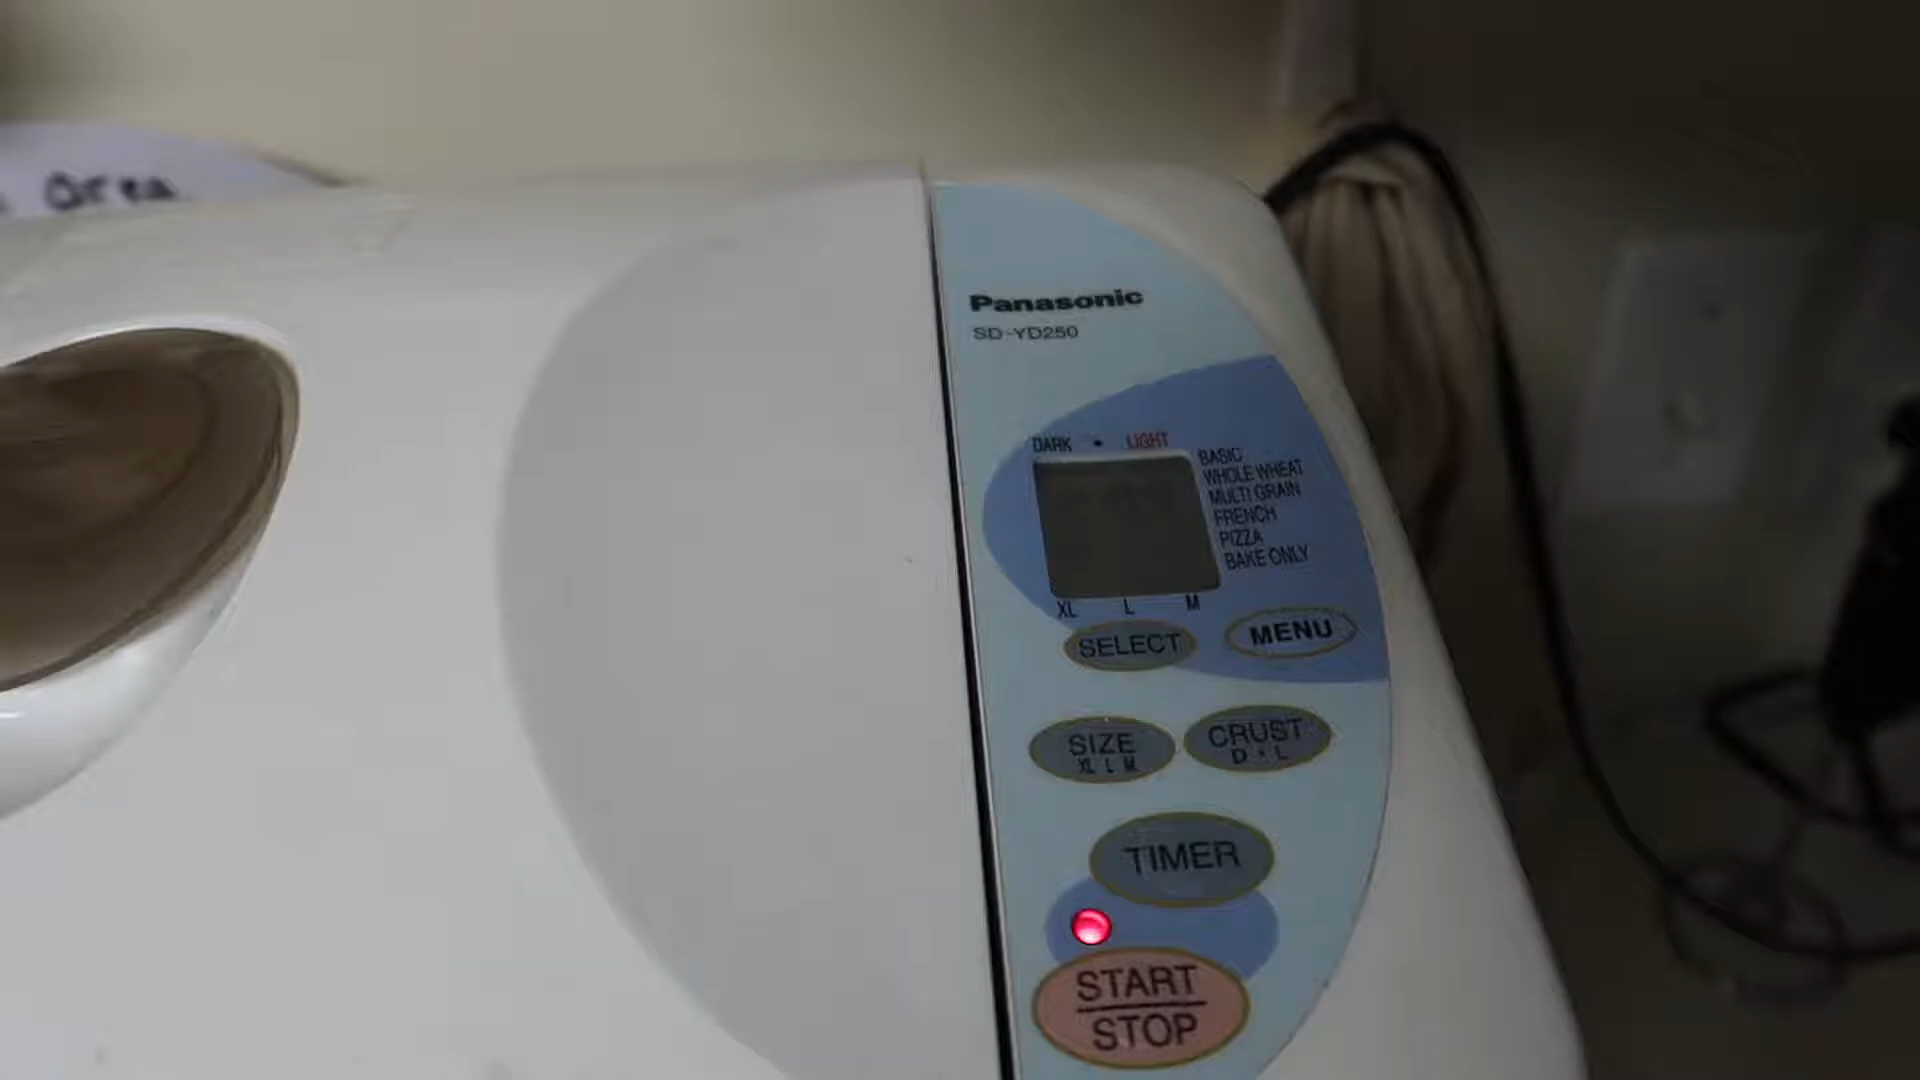 area
Panasonic
SD-YD250
DARK • LIGHT
BASIC
WHOLE WHEAT
MULTI GRAIN
FRENCH
PIZZA
BAKE ONLY
XL L M
SELECT
MENU
SIZE
XL L M
CRUST
D • L
TIMER
START
STOP